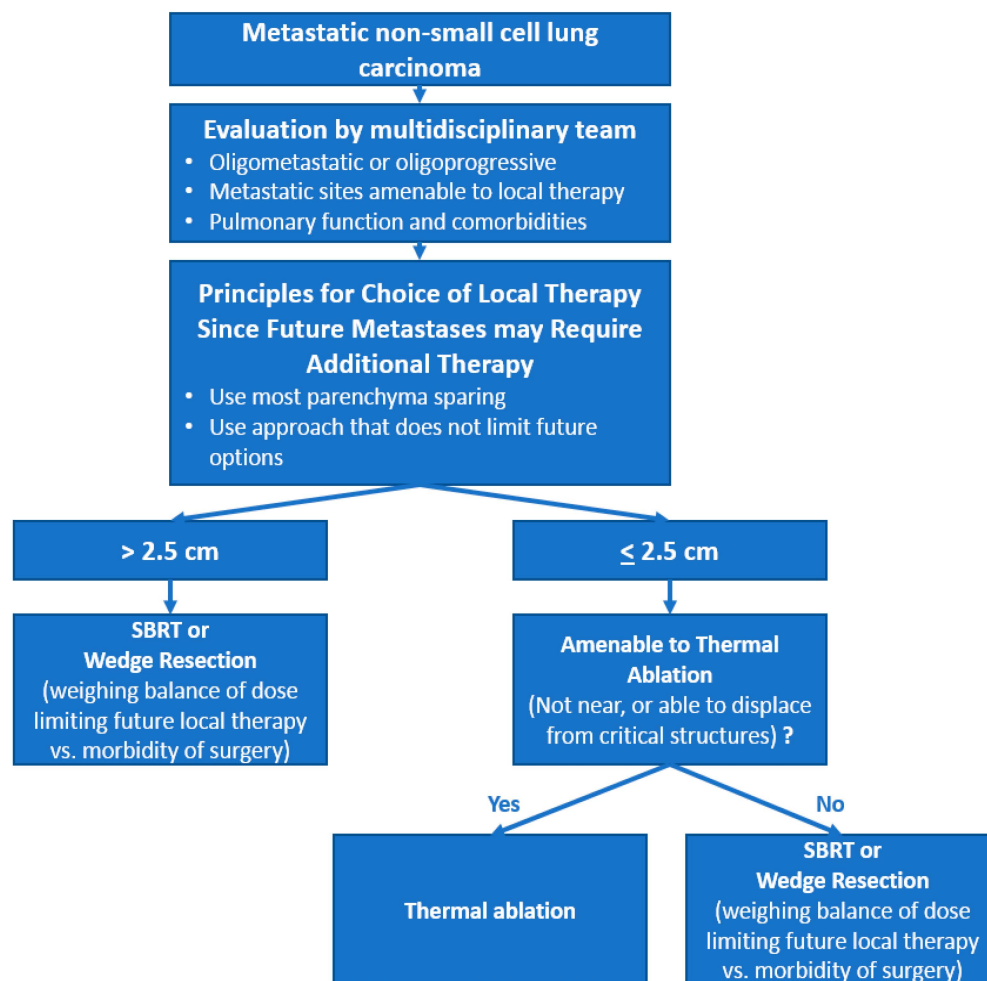 Metastatic non-small cell lung
carcinoma
Evaluation by multidisciplinary team
• Oligometastatic or oligoprogressive
• Metastatic sites amenable to local therapy
• Pulmonary function and comorbidities
Principles for Choice of Local Therapy
Since Future Metastases may Require
Additional Therapy
• Use most parenchyma sparing
• Use approach that does not limit future
options
> 2.5 cm
≤ 2.5 cm
SBRT or
Wedge Resection
(weighing balance of dose
limiting future local therapy
vs. morbidity of surgery)
Amenable to Thermal
Ablation
(Not near, or able to displace
from critical structures) ?
Yes
No
Thermal ablation
SBRT or
Wedge Resection
(weighing balance of dose
limiting future local therapy
vs. morbidity of surgery)